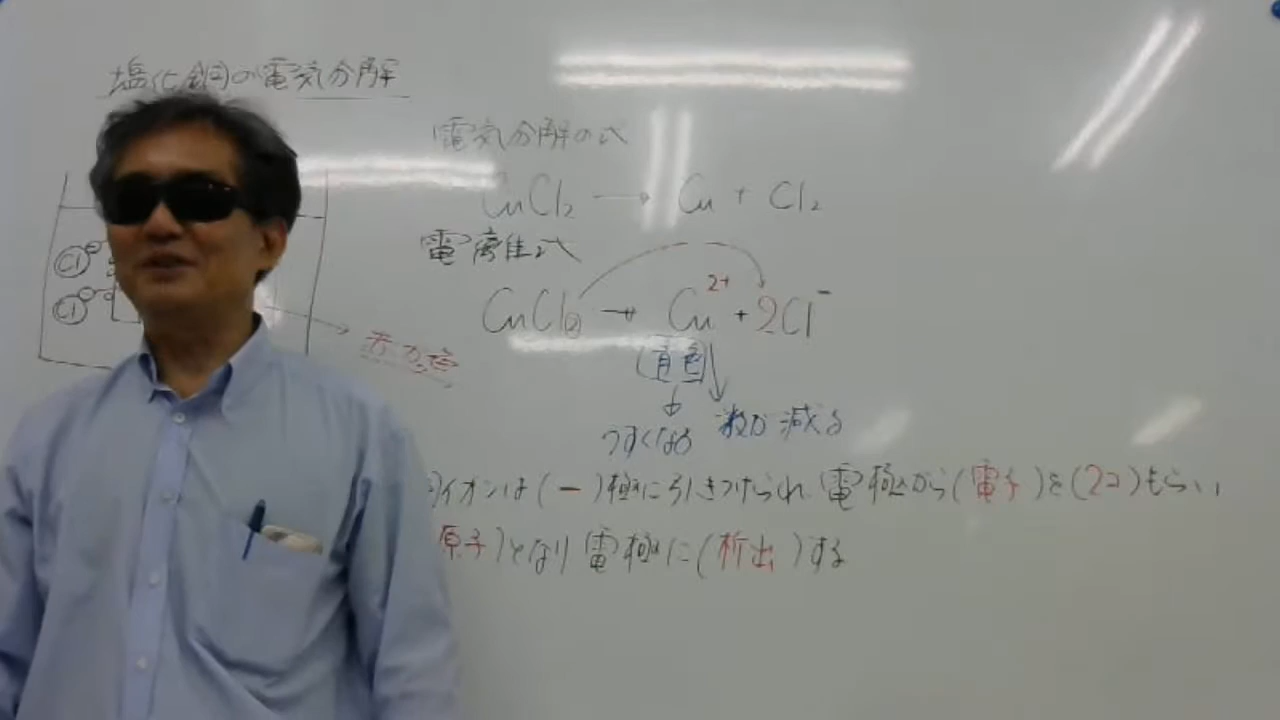 塩化銅の電気分解
電気分解の式
CuCl₂ → Cu + Cl₂
電離式
CuCl₂ → Cu²⁺ + 2Cl⁻
Cl⁻
Cl⁻
(青色)
↓
うすくなる 数が減る
イオンは(−)極に引きつけられ 電極から(電子)を(2コ)もらい
原子)となり電極に(析出)する